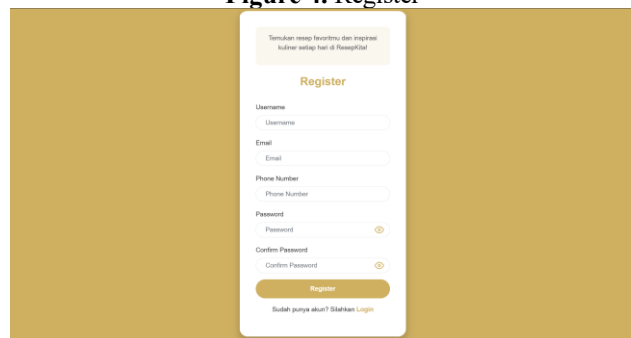 Figure 4. Register
Temukan resep favoritmu dan inspirasi
kuliner setiap hari di ResepKita!
Register
Username
Username
Email
Email
Phone Number
Phone Number
Password
Password
Confirm Password
Confirm Password
Register
Sudah punya akun? Silahkan Login